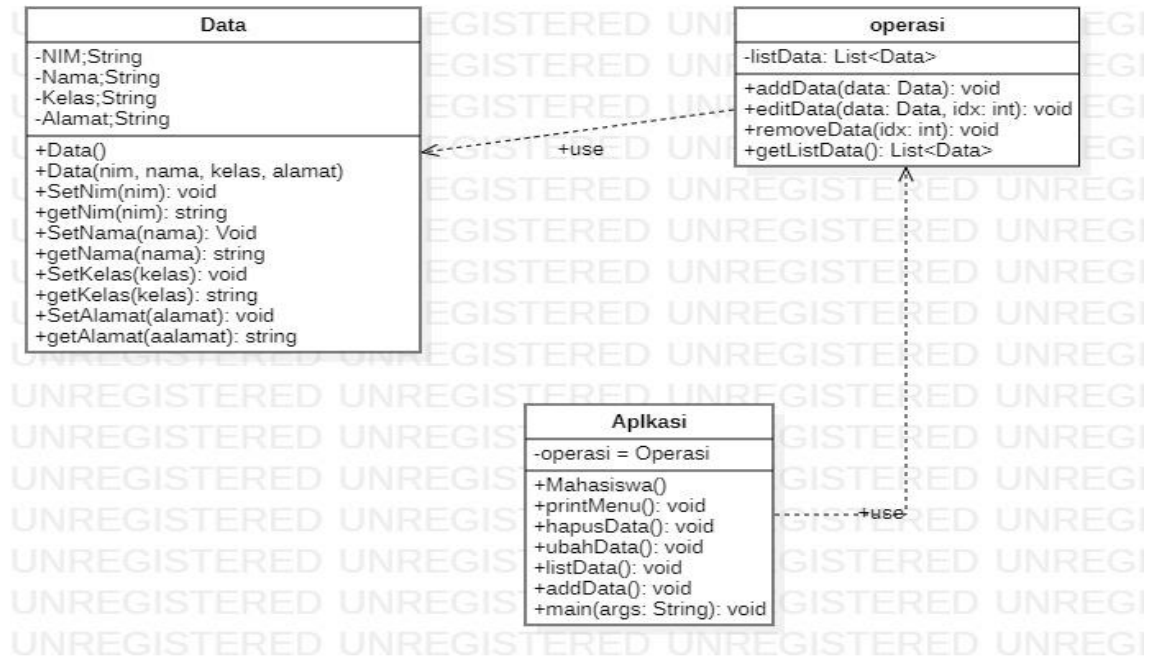 Data
-NIM;String
-Nama;String
-Kelas;String
-Alamat;String
+Data()
+Data(nim, nama, kelas, alamat)
+SetNim(nim): void
+getNim(nim): string
+SetNama(nama): Void
+getNama(nama): string
+SetKelas(kelas): void
+getKelas(kelas): string
+SetAlamat(alamat): void
+getAlamat(aalamat): string
+use
operasi
-listData: List<Data>
+addData(data: Data): void
+editData(data: Data, idx: int): void
+removeData(idx: int): void
+getListData(): List<Data>
Aplkasi
-operasi = Operasi
+Mahasiswa()
+printMenu(): void
+hapusData(): void
+ubahData(): void
+listData(): void
+addData(): void
+main(args: String): void
+use
UNREGISTERED UNREGISTERED UNREGI